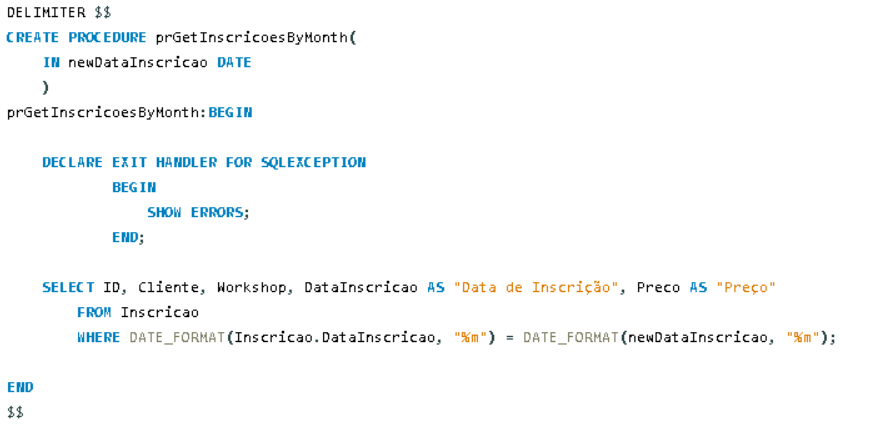 DELIMITER $$
CREATE PROCEDURE prGetInscricoesByMonth(
    IN newDataInscricao DATE
    )
prGetInscricoesByMonth:BEGIN
    DECLARE EXIT HANDLER FOR SQLEXCEPTION
            BEGIN
                SHOW ERRORS;
            END;
    SELECT ID, Cliente, Workshop, DataInscricao AS "Data de Inscrição", Preco AS "Preço"
        FROM Inscricao
        WHERE DATE_FORMAT(Inscricao.DataInscricao, "%m") = DATE_FORMAT(newDataInscricao, "%m");
END
$$